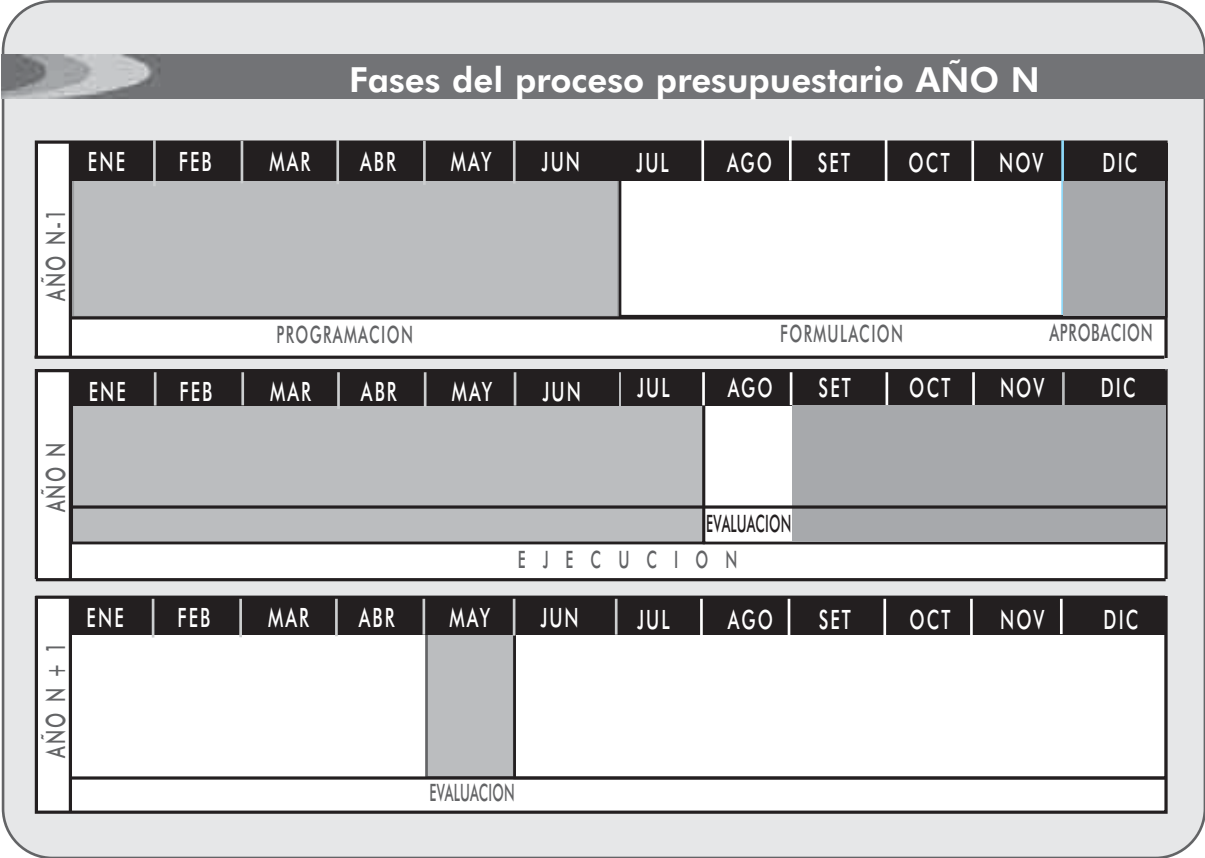 Fases del proceso presupuestario AÑO N
AÑO N-1
ENE FEB MAR ABR MAY JUN JUL AGO SET OCT NOV DIC
PROGRAMACION FORMULACION APROBACION
AÑO N
ENE FEB MAR ABR MAY JUN JUL AGO SET OCT NOV DIC
EVALUACION
E J E C U C I O N
AÑO N + 1
ENE FEB MAR ABR MAY JUN JUL AGO SET OCT NOV DIC
EVALUACION